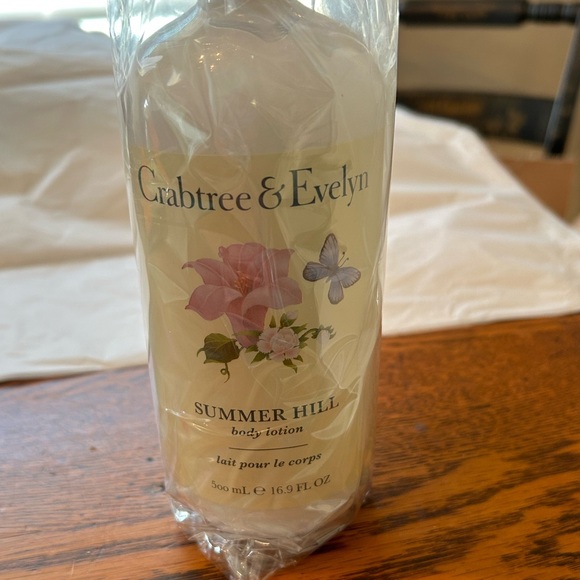 Crabtree & Evelyn
SUMMER HILL
body lotion
lait pour le corps
500 mL ℮ 16.9 FL OZ